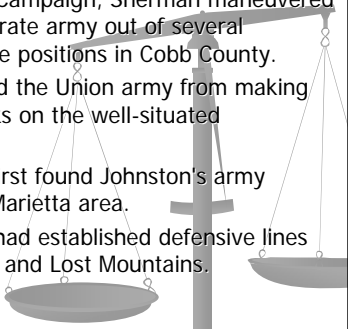 Campaign, Sherman maneuvered
rate army out of several
e positions in Cobb County.
d the Union army from making
ks on the well-situated
rst found Johnston's army
Marietta area.
had established defensive lines
and Lost Mountains.